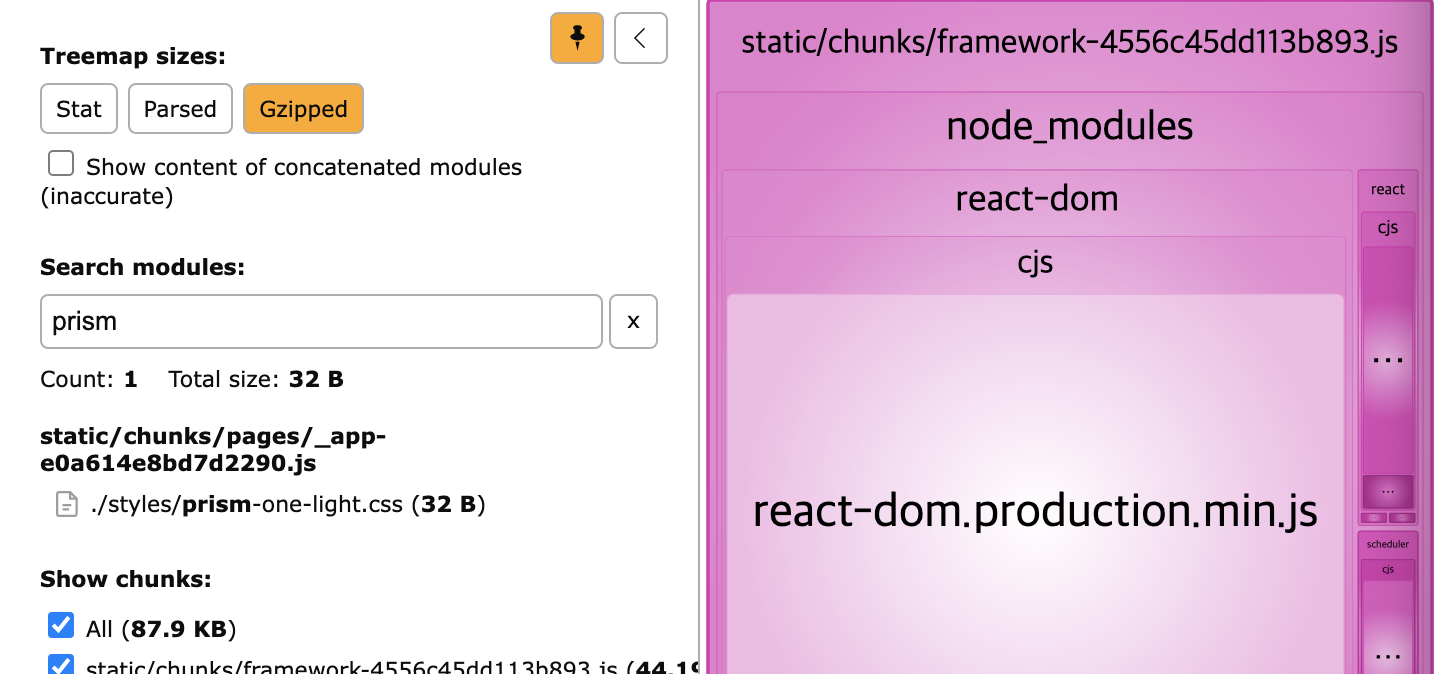 Treemap sizes:
Stat Parsed Gzipped
Show content of concatenated modules
(inaccurate)
Search modules:
prism x
Count: 1 Total size: 32 B
static/chunks/pages/_app-
e0a614e8bd7d2290.js
./styles/prism-one-light.css (32 B)
Show chunks:
All (87.9 KB)
static/chunks/framework-4556c45dd113b893.js (44.19
static/chunks/framework-4556c45dd113b893.js
node_modules
react-dom
cjs
react-dom.production.min.js
react
cjs
...
...
scheduler
cjs
...